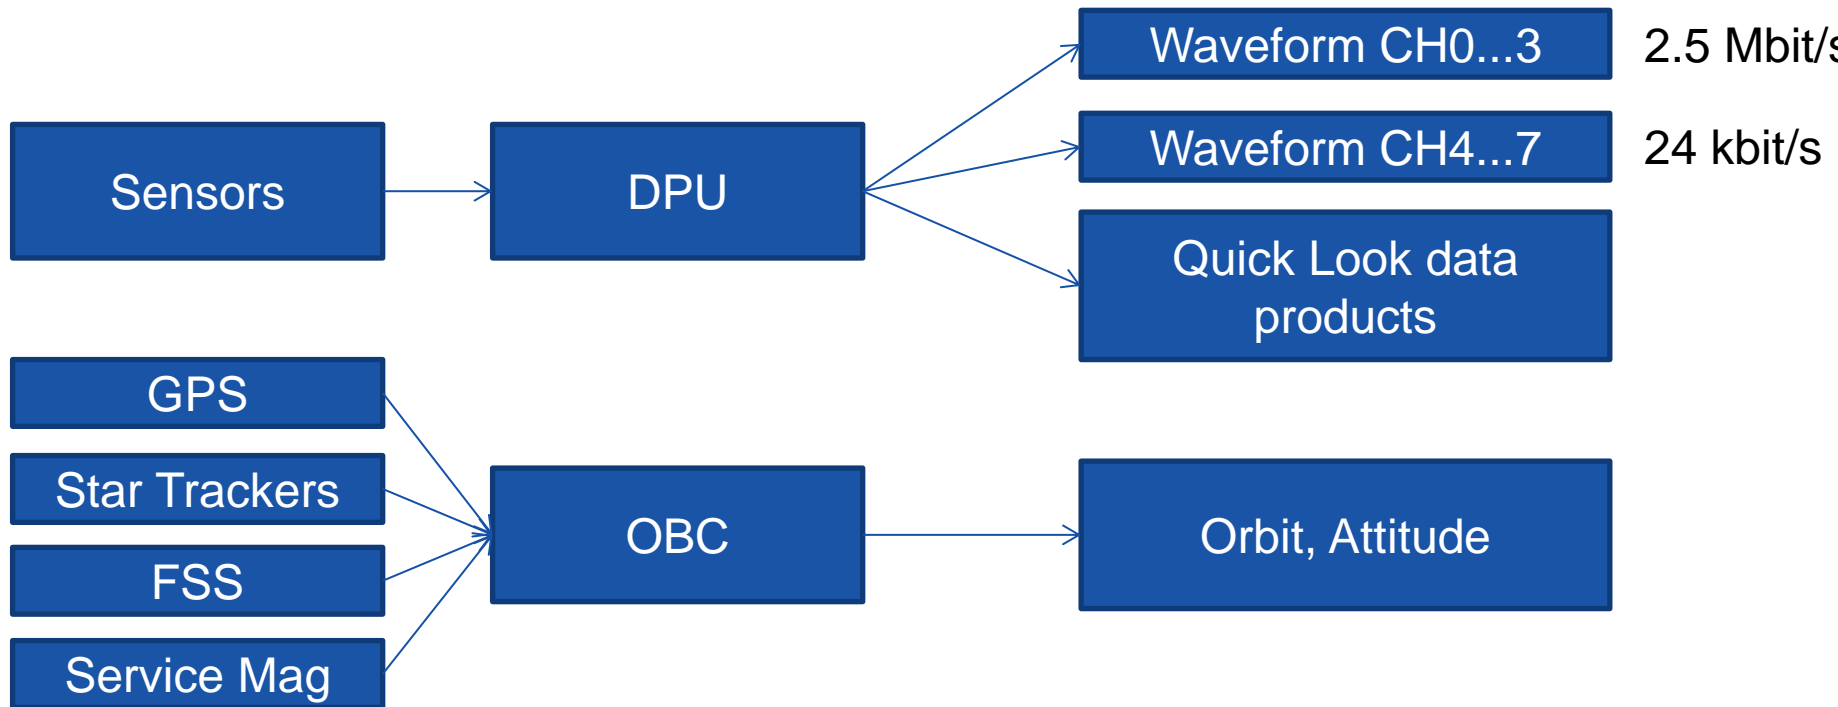 Waveform CH0...3
2.5 Mbit/s
Waveform CH4...7
24 kbit/s
Sensors
DPU
Quick Look data
products
GPS
Star Trackers
FSS
Service Mag
OBC
Orbit, Attitude